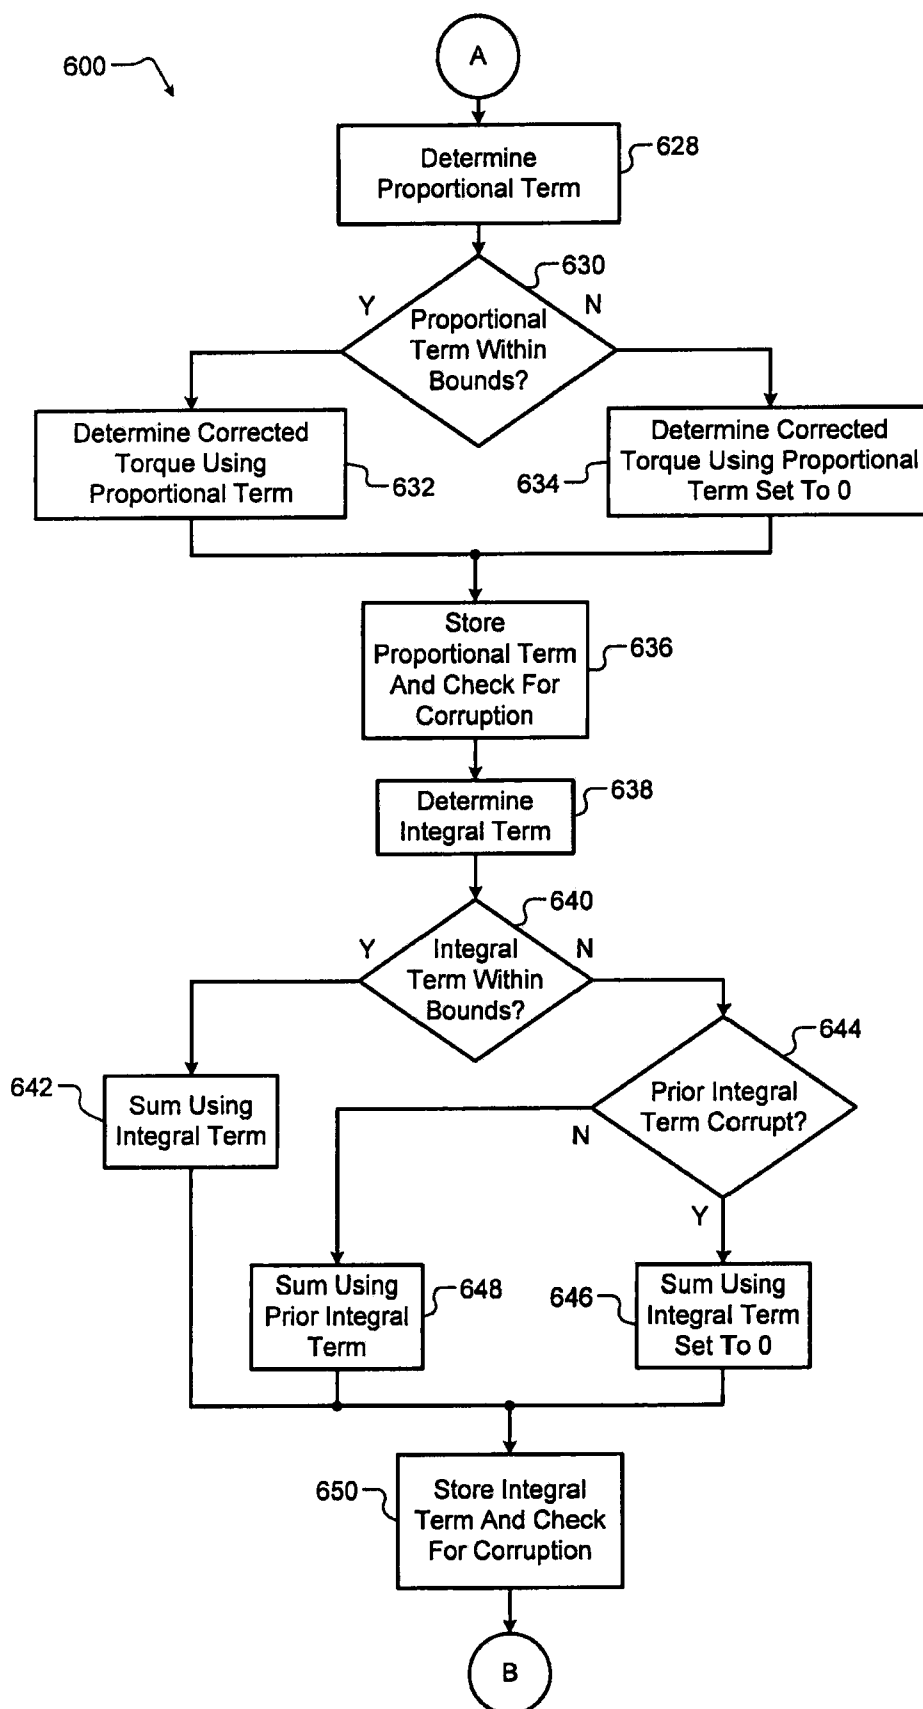 A
600
Determine
Proportional Term
628
630
Y
N
Proportional
Term Within
Bounds?
Determine Corrected
Torque Using
Proportional Term
632
634
Determine Corrected
Torque Using Proportional
Term Set To 0
Store
Proportional Term
And Check For
Corruption
636
Determine
Integral Term
638
640
Y
N
Integral
Term Within
Bounds?
644
Prior Integral
Term Corrupt?
N
Y
642
Sum Using
Integral Term
Sum Using
Prior Integral
Term
648
646
Sum Using
Integral Term
Set To 0
650
Store Integral
Term And Check
For Corruption
B